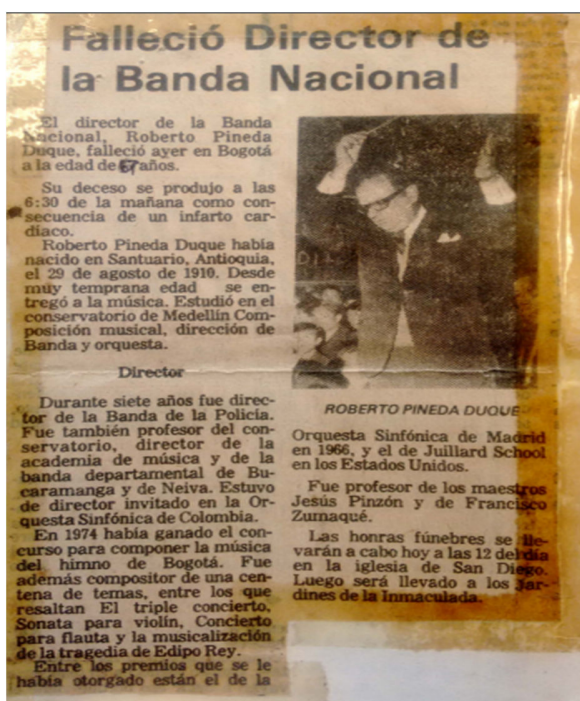 Falleció Director de
la Banda Nacional
El director de la Banda
Nacional, Roberto Pineda
Duque, falleció ayer en Bogotá
a la edad de 67 años.
Su deceso se produjo a las
6:30 de la mañana como con-
secuencia de un infarto car-
díaco.
Roberto Pineda Duque había
nacido en Santuario, Antioquia,
el 29 de agosto de 1910. Desde
muy temprana edad se en-
tregó a la música. Estudió en el
conservatorio de Medellín Com-
posición musical, dirección de
Banda y orquesta.
Director
Durante siete años fue direc-
tor de la Banda de la Policía.
Fue también profesor del con-
servatorio, director de la
academia de música y de la
banda departamental de Bu-
caramanga y de Neiva. Estuvo
de director invitado en la Or-
questa Sinfónica de Colombia.
En 1974 había ganado el con-
curso para componer la música
del himno de Bogotá. Fue
además compositor de una cen-
tena de temas, entre los que
resaltan El triple concierto,
Sonata para violín, Concierto
para flauta y la musicalización
de la tragedia de Edipo Rey.
Entre los premios que se le
había otorgado están el de la
ROBERTO PINEDA DUQUE
Orquesta Sinfónica de Madrid
en 1966, y el de Juillard School
en los Estados Unidos.
Fue profesor de los maestros
Jesús Pinzón y de Francisco
Zumaqué.
Las honras fúnebres se lle-
varán a cabo hoy a las 12 del día
en la iglesia de San Diego.
Luego será llevado a los Jar-
dines de la Inmaculada.